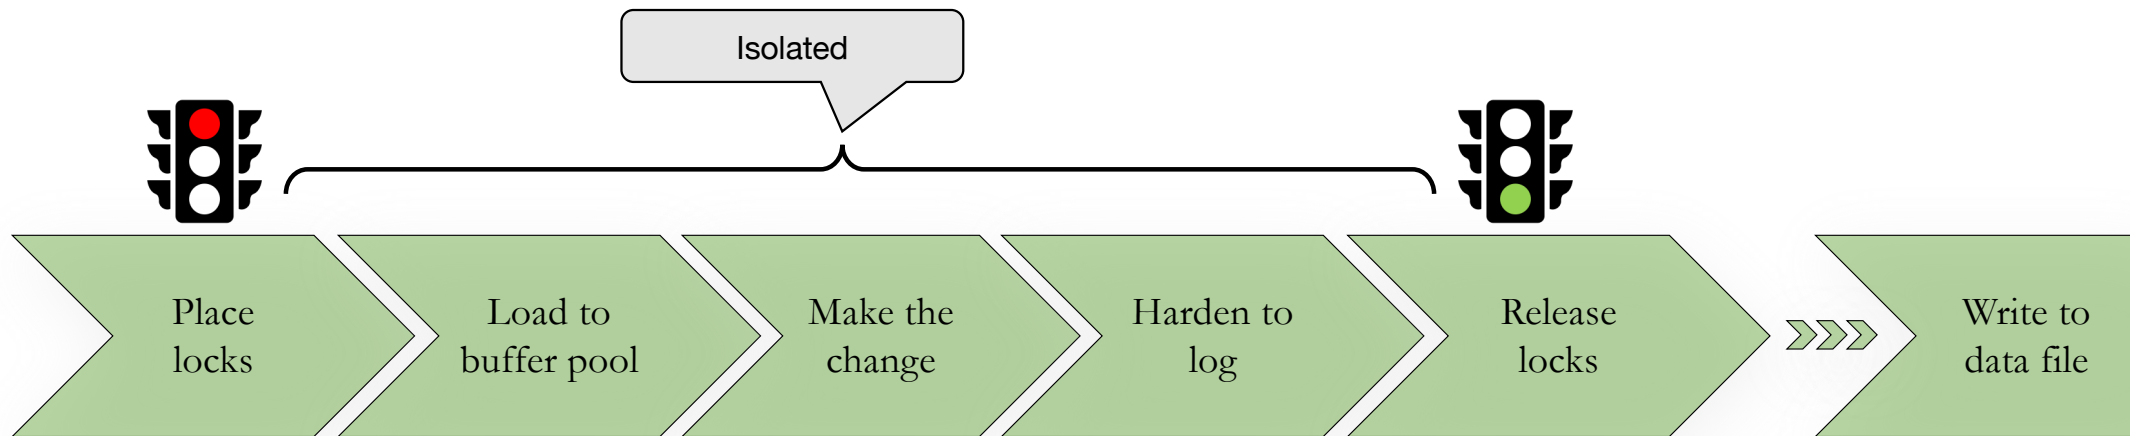 Isolated
Place
locks
Load to
buffer pool
Make the
change
Harden to
log
Release
locks
Write to
data file